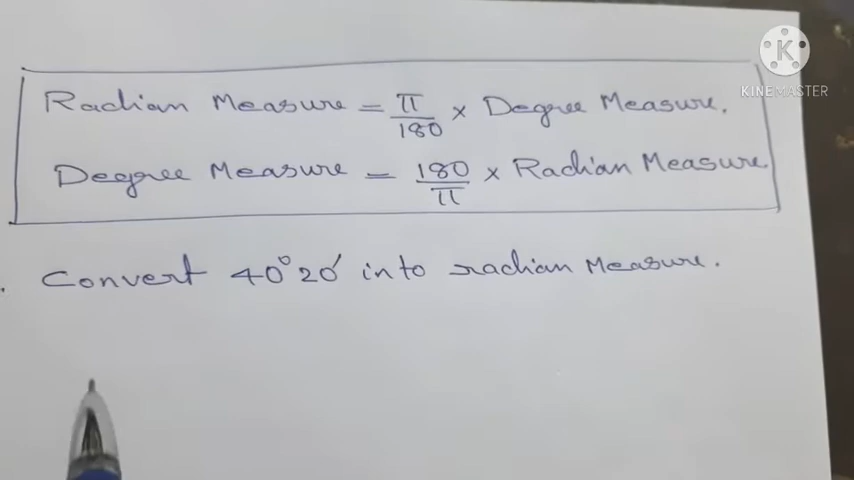 Radian Measure = π/180 × Degree Measure.
Degree Measure = 180/π × Radian Measure
. Convert 40°20′ into radian Measure.
K
KINEMASTER